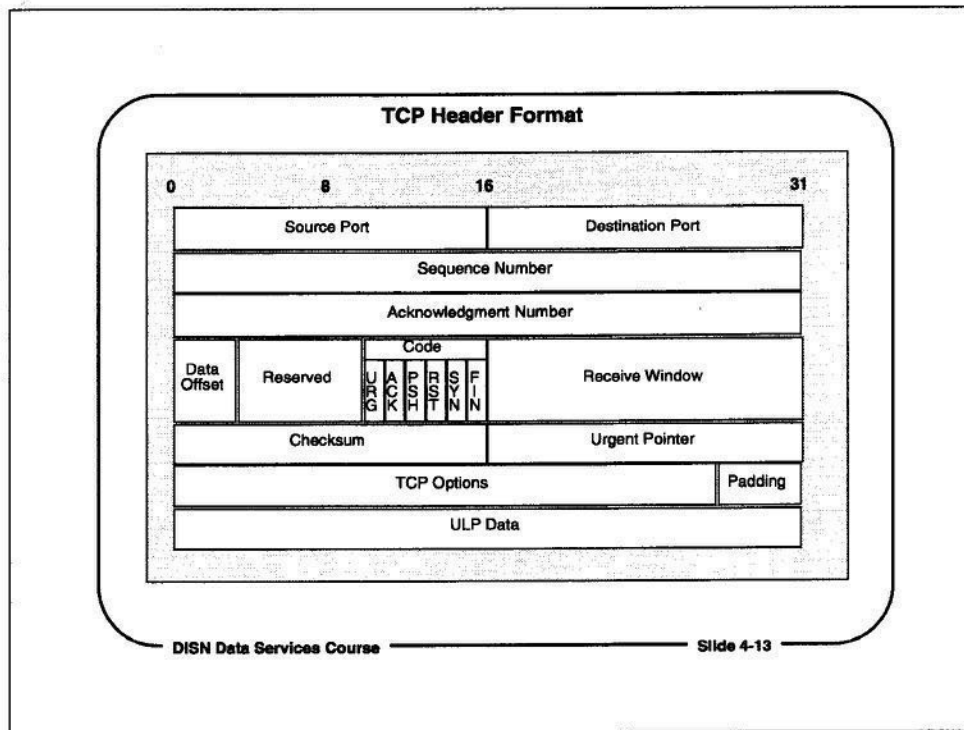 TCP Header Format
0 8 16 31
Source Port Destination Port
Sequence Number
Acknowledgment Number
Data Offset Reserved Code URG ACK PSH RST SYN FIN Receive Window
Checksum Urgent Pointer
TCP Options Padding
ULP Data
DISN Data Services Course Slide 4-13